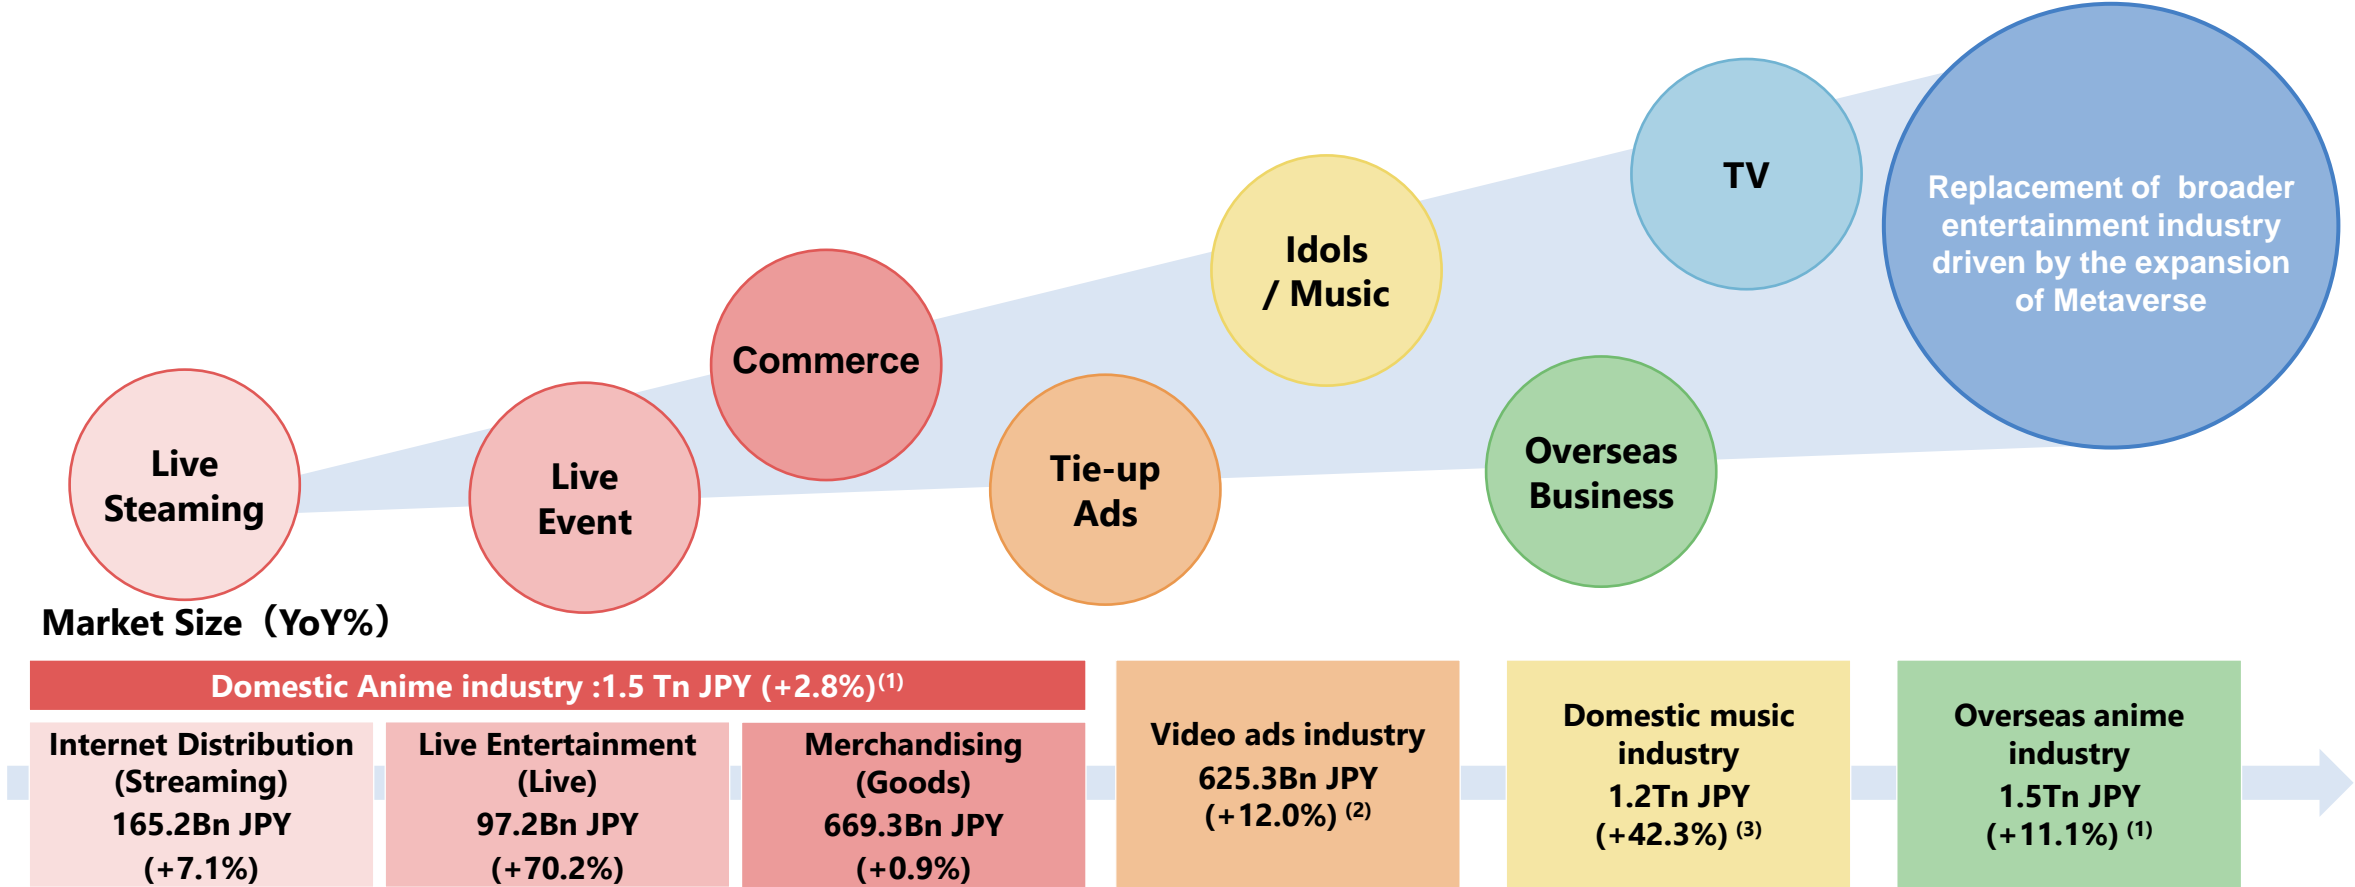 Live
Steaming
Live
Event
Commerce
Tie-up
Ads
Idols
/ Music
Overseas
Business
TV
Replacement of  broader
entertainment industry
driven by the expansion
of Metaverse
Market Size（YoY%）
Domestic Anime industry :1.5 Tn JPY (+2.8%)(1)
Internet Distribution
(Streaming)
165.2Bn JPY
(+7.1%)
Live Entertainment
(Live)
97.2Bn JPY
(+70.2%)
Merchandising
(Goods)
669.3Bn JPY
(+0.9%)
Video ads industry
625.3Bn JPY
(+12.0%) (2)
Domestic music
industry
1.2Tn JPY
(+42.3%) (3)
Overseas anime
industry
1.5Tn JPY
(+11.1%) (1)